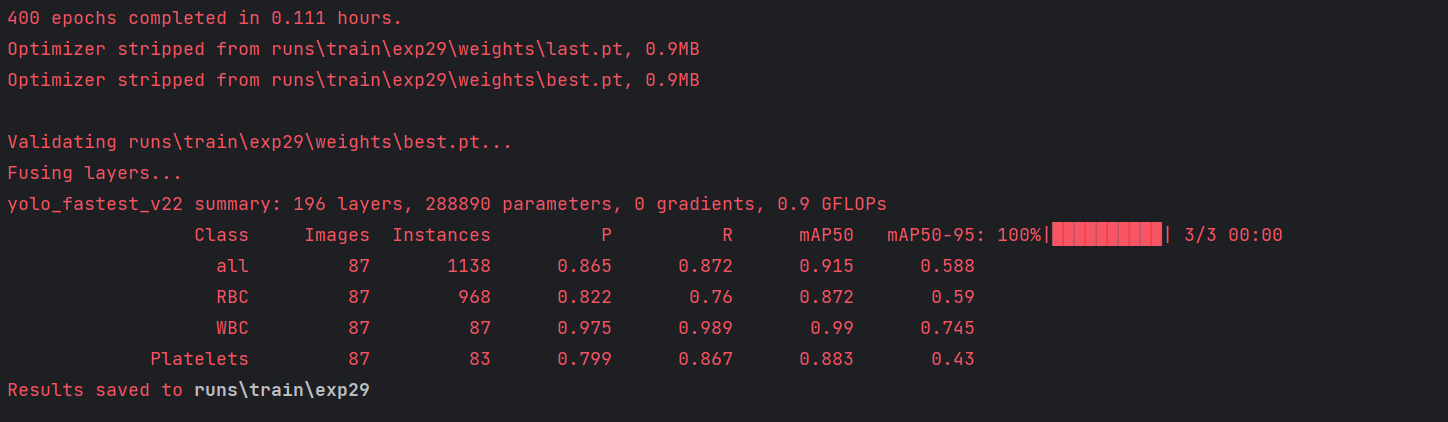 400 epochs completed in 0.111 hours.
Optimizer stripped from runs\train\exp29\weights\last.pt, 0.9MB
Optimizer stripped from runs\train\exp29\weights\best.pt, 0.9MB

Validating runs\train\exp29\weights\best.pt...
Fusing layers...
yolo_fastest_v22 summary: 196 layers, 288890 parameters, 0 gradients, 0.9 GFLOPs
Class Images Instances P R mAP50 mAP50-95: 100%|██████████| 3/3 00:00
all 87 1138 0.865 0.872 0.915 0.588
RBC 87 968 0.822 0.76 0.872 0.59
WBC 87 87 0.975 0.989 0.99 0.745
Platelets 87 83 0.799 0.867 0.883 0.43
Results saved to runs\train\exp29